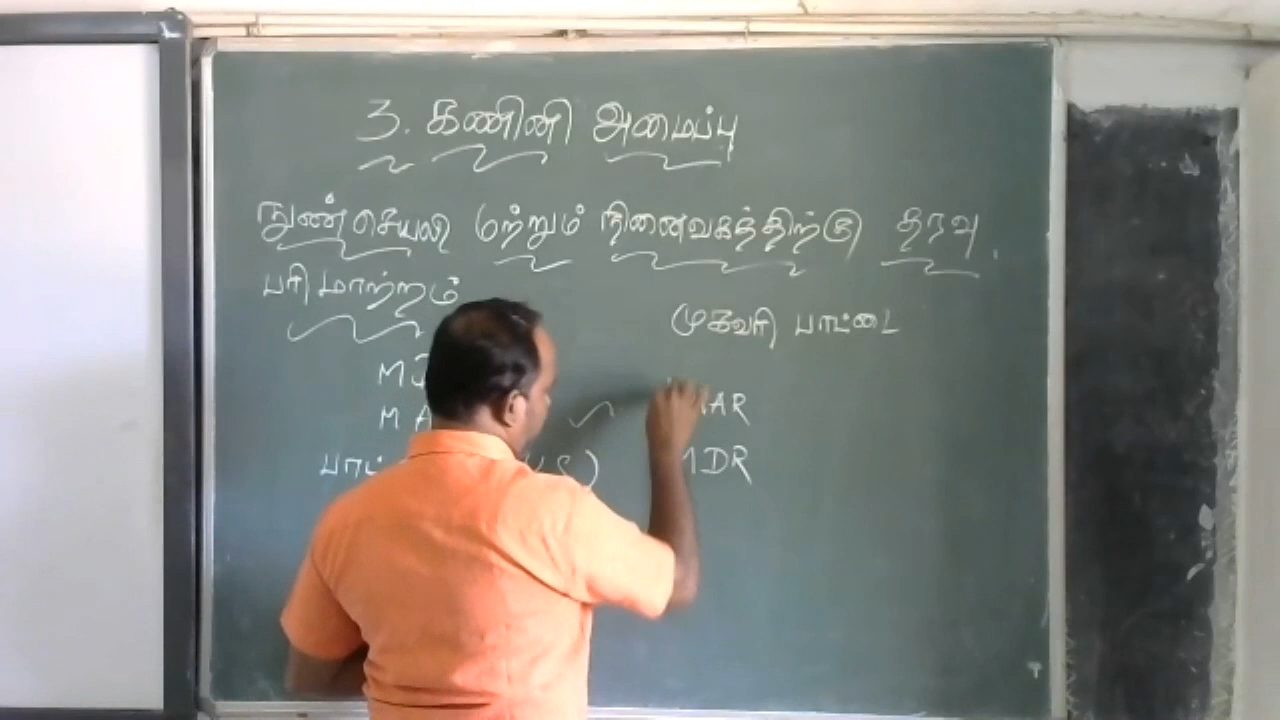 3. கணினி அமைப்பு
நுண்செயலி மற்றும் நினைவகத்திற்கு தரவு
பரிமாற்றம்
முகவரி பாட்டை
MAR
MDR